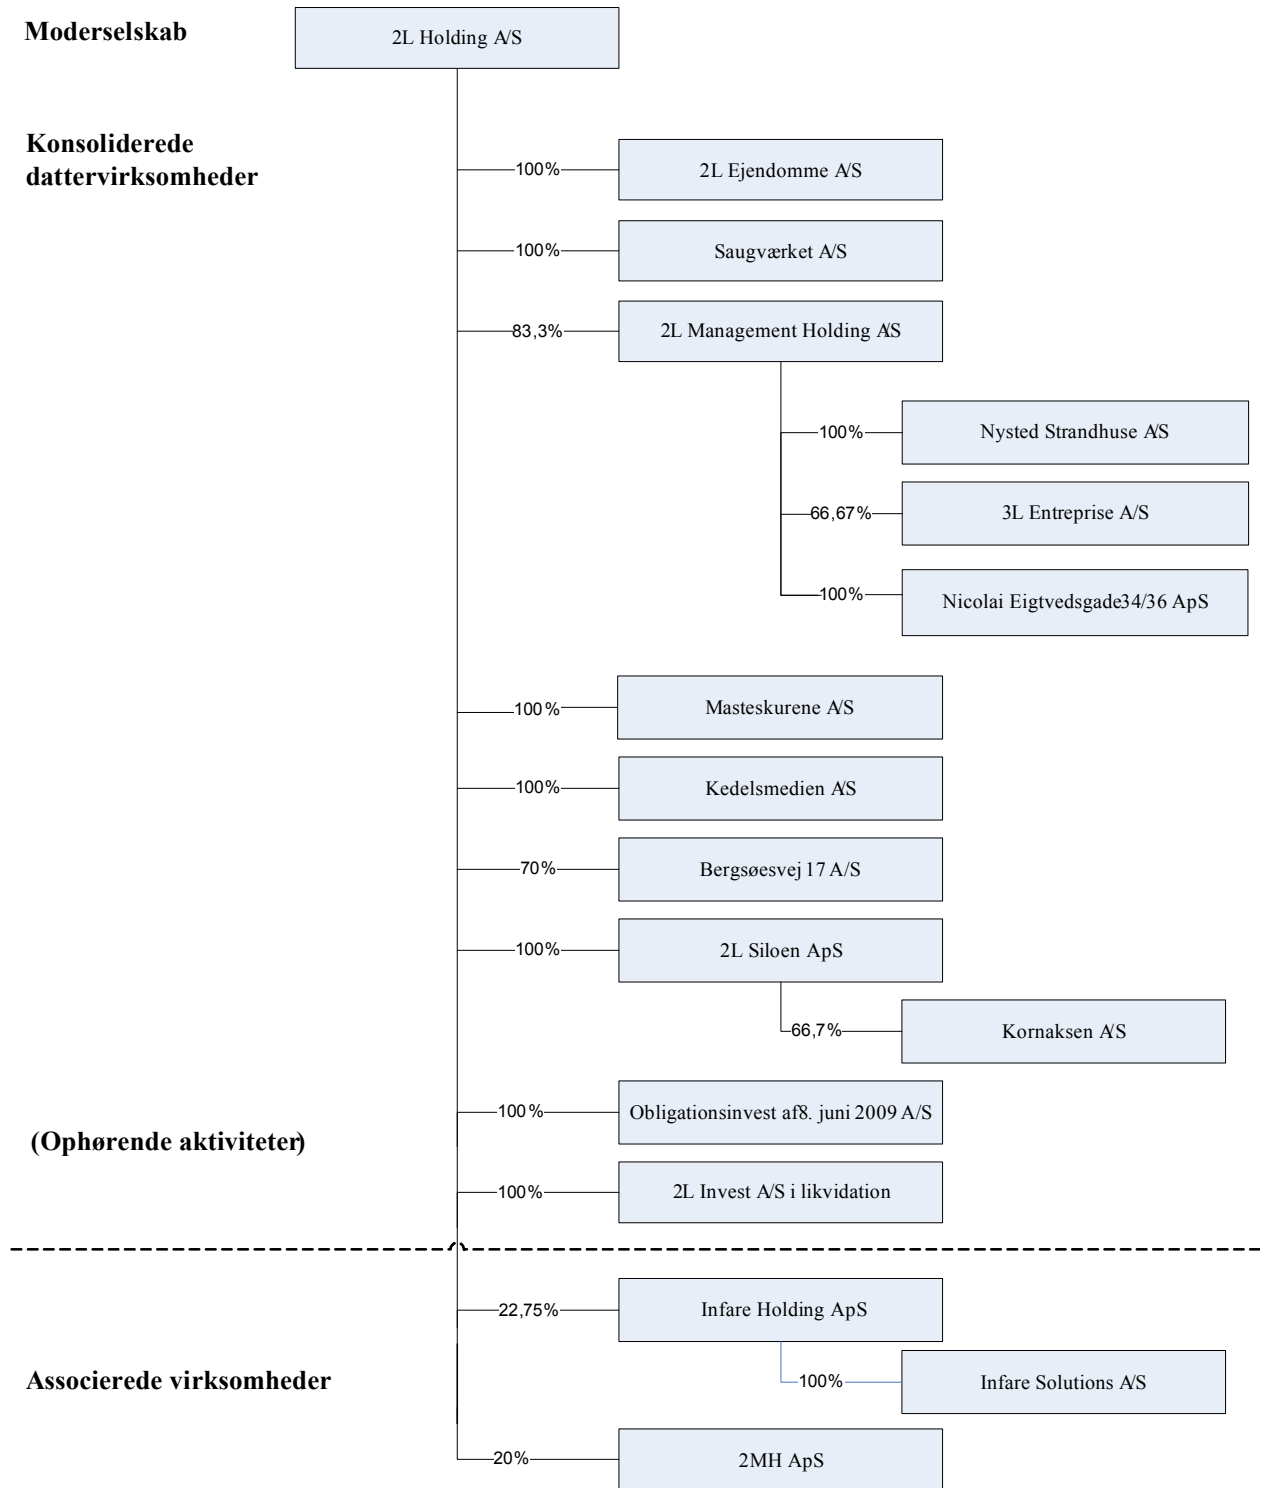 Moderselskab
2L Holding A/S
Konsoliderede
dattervirksomheder
100%
2L Ejendomme A/S
100%
Saugværket A/S
83,3%
2L Management Holding A/S
100%
Nysted Strandhuse A/S
66,67%
3L Entreprise A/S
100%
Nicolai Eigtvedsgade34/36 ApS
100%
Masteskurene A/S
100%
Kedelsmedien A/S
70%
Bergsøesvej 17 A/S
100%
2L Siloen ApS
66,7%
Kornaksen A/S
100%
Obligationsinvest af8. juni 2009 A/S
(Ophørende aktiviteter)
100%
2L Invest A/S i likvidation
22,75%
Infare Holding ApS
Associerede virksomheder
100%
Infare Solutions A/S
20%
2MH ApS